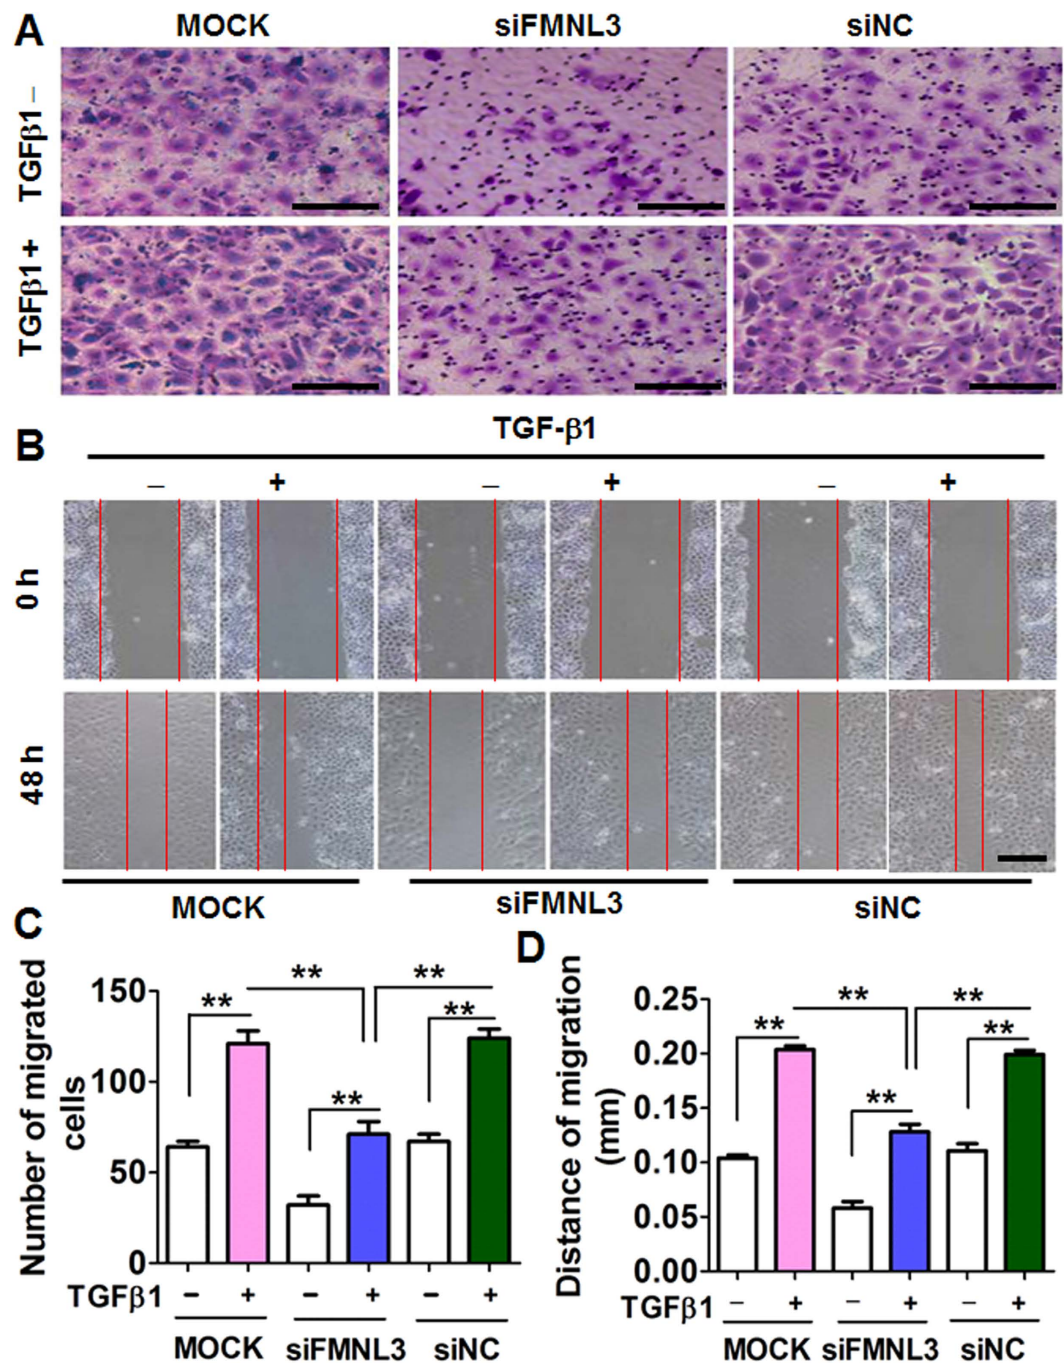 A
MOCK siFMNL3 siNC
TGFβ1 –
TGFβ1 +
B
TGF-β1
– + – + – +
0 h
48 h
MOCK siFMNL3 siNC
C
Number of migrated cells
150
100
50
0
** ** ** ** **
TGFβ1 – + – + – +
MOCK siFMNL3 siNC
D
Distance of migration (mm)
0.25
0.20
0.15
0.10
0.05
0.00
** ** ** ** **
TGFβ1 – + – + – +
MOCK siFMNL3 siNC